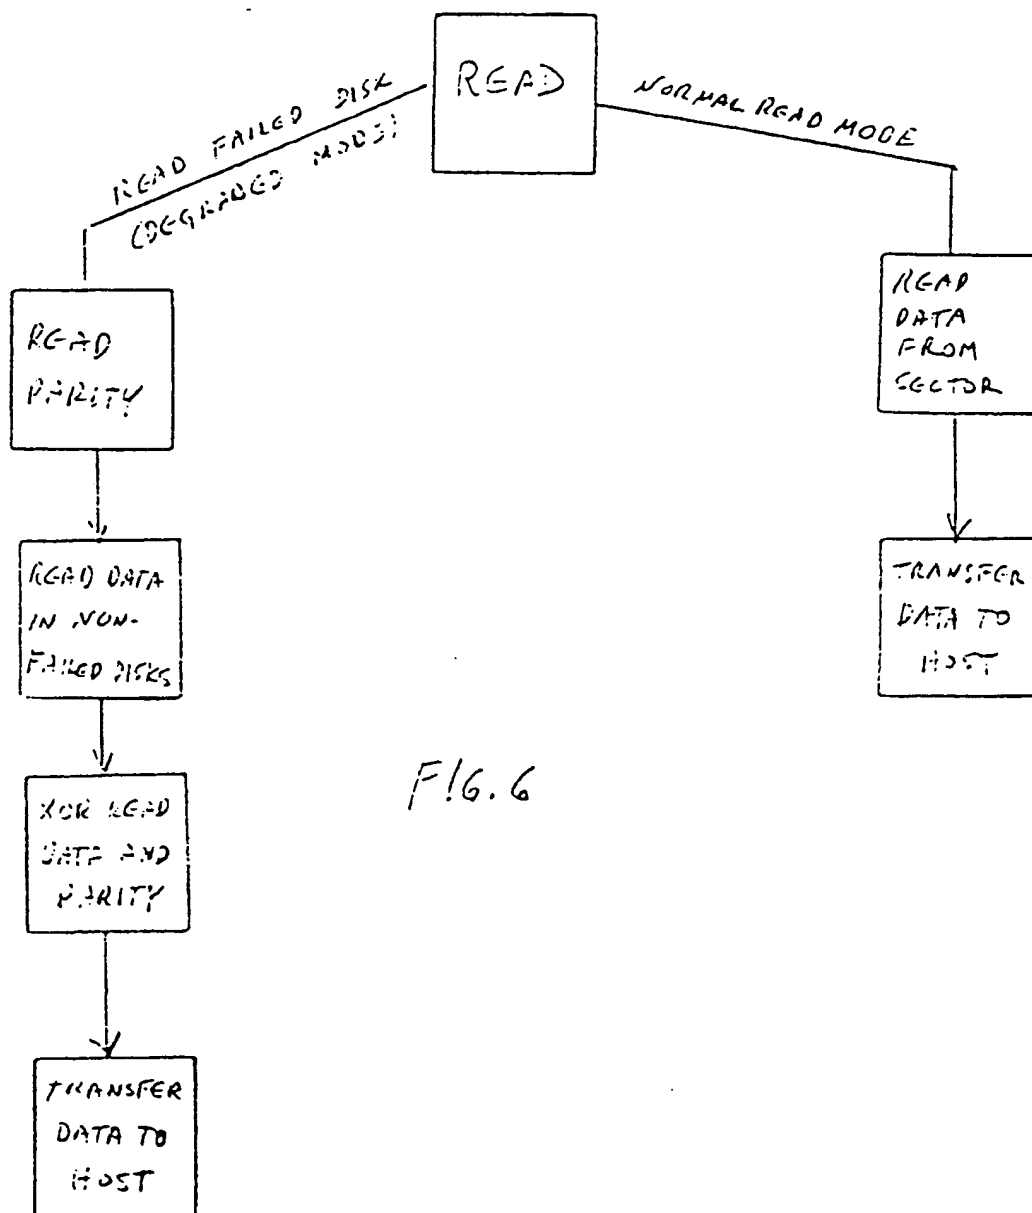 READ
READ FAILED DISK
(DEGRADED MODE)
NORMAL READ MODE
READ
PARITY
READ
DATA
FROM
SECTOR
READ DATA
IN NON-
FAILED DISKS
TRANSFER
DATA TO
HOST
XOR READ
DATA AND
PARITY
FIG. 6
TRANSFER
DATA TO
HOST